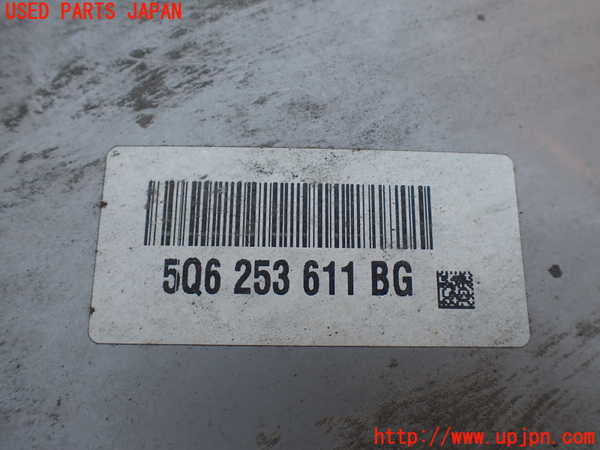 USED PARTS JAPAN
5Q6 253 611 BG
http://www.upjpn.com/